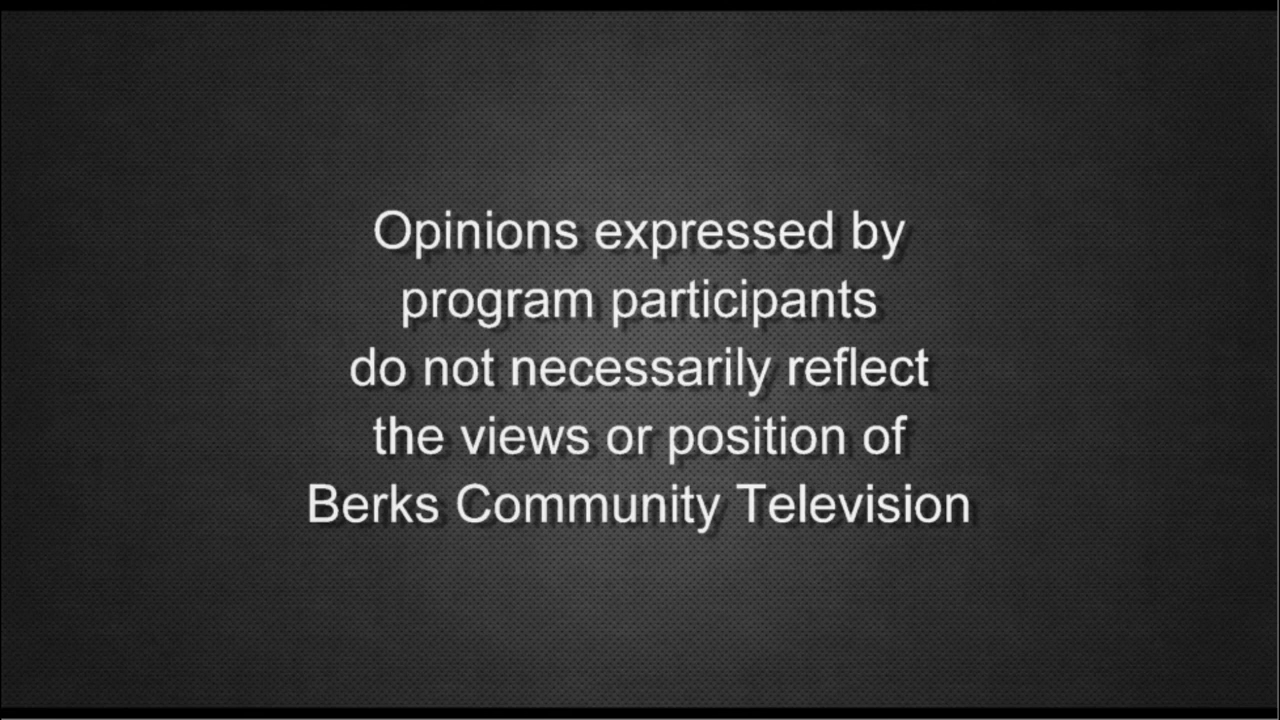 Opinions expressed by
program participants
do not necessarily reflect
the views or position of
Berks Community Television